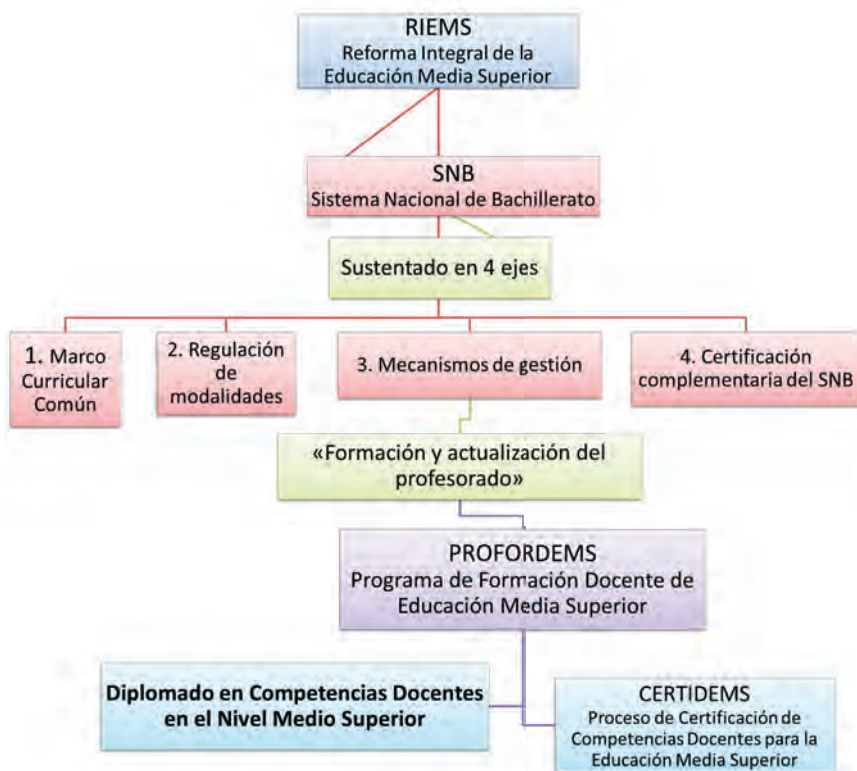 RIEMS
Reforma Integral de la
Educación Media Superior
SNB
Sistema Nacional de Bachillerato
Sustentado en 4 ejes
1. Marco
Curricular
Común
2. Regulación
de
modalidades
3. Mecanismos de gestión
4. Certificación
complementaria del SNB
«Formación y actualización del
profesorado»
PROFORDEMS
Programa de Formación Docente de
Educación Media Superior
Diplomado en Competencias Docentes
en el Nivel Medio Superior
CERTIDEMS
Proceso de Certificación de
Competencias Docentes para la
Educación Media Superior